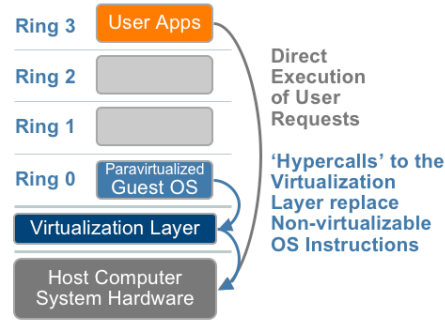 Ring 3
User Apps
Ring 2
Ring 1
Ring 0
Paravirtualized
Guest OS
Virtualization Layer
Host Computer
System Hardware
Direct
Execution
of User
Requests
‘Hypercalls’ to the
Virtualization
Layer replace
Non-virtualizable
OS Instructions